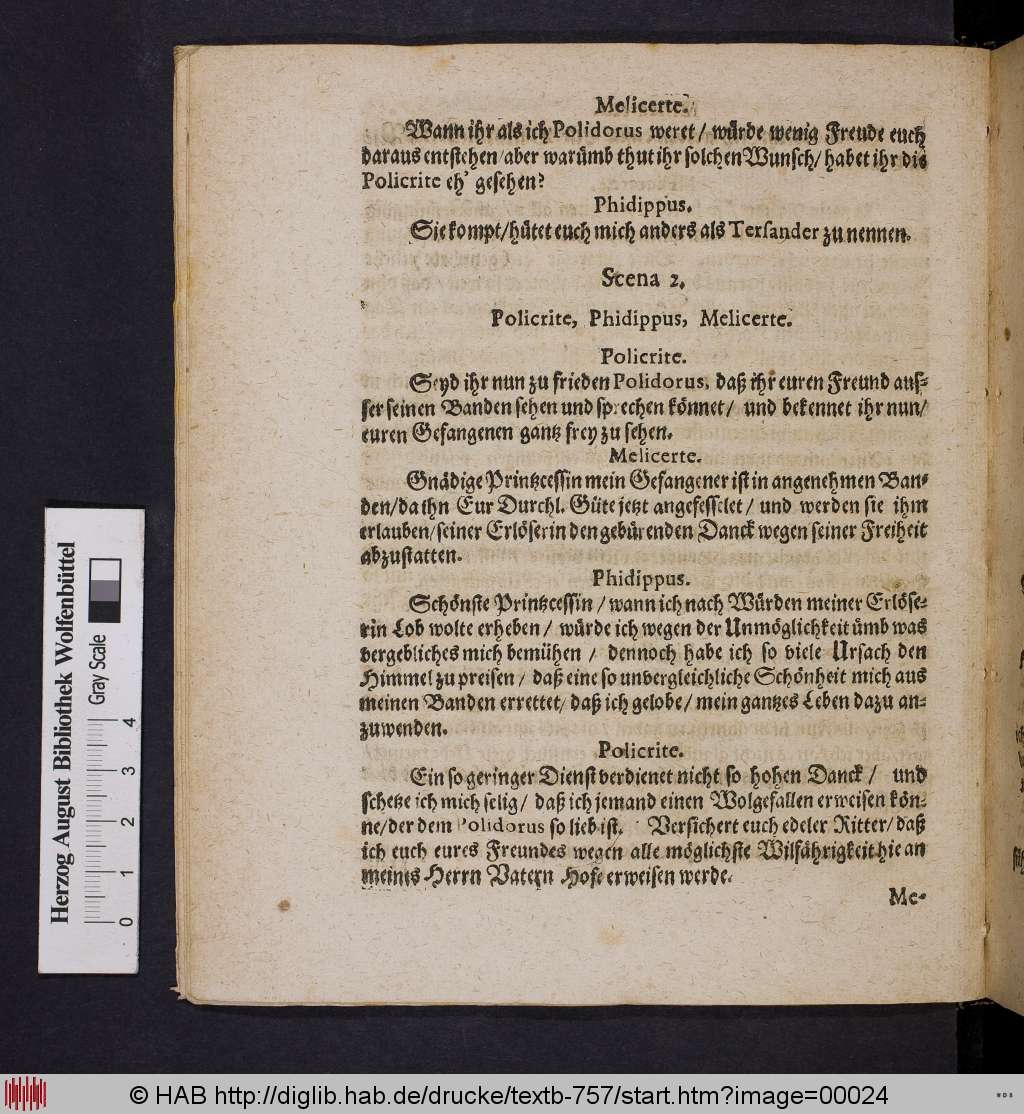 Melicerte.
Wann ihr als ich Polidorus weret / würde wenig Freude euch
daraus entstehen / aber warümb thut ihr solchen Wunsch / habet ihr die
Policrite eh' gesehen?
Phidippus.
Sie kompt / hütet euch mich anders als Tersander zu nennen.
Scena 2.
Policrite, Phidippus, Melicerte.
Policrite.
Seyd ihr nun zu frieden Polidorus, daß ihr euren Freund aus-
ser seinen Banden sehen und sprechen könnet / und bekennet ihr nun /
euren Gefangenen gantz frey zu sehen.
Melicerte.
Gnädige Printzcessin mein Gefangener ist in angenehmen Ban-
den / da ihn Eur Durchl. Güte jetzt angefesselet / und werden sie ihm
erlauben / seiner Erlöserin den gebürenden Danck wegen seiner Freiheit
abzustatten.
Phidippus.
Schönste Printzcessin / wann ich nach Würden meiner Erlöse-
rin Lob wolte erheben / würde ich wegen der Unmöglichkeit ümb was
vergebliches mich bemühen / dennoch habe ich so viele Ursach den
Himmel zu preisen / daß eine so unvergleichliche Schönheit mich aus
meinen Banden errettet / daß ich gelobe / mein gantzes Leben dazu an-
zuwenden.
Policrite.
Ein so geringer Dienst verdienet nicht so hohen Danck / und
schetze ich mich selig / daß ich jemand einen Wolgefallen erweisen kön-
ne / der dem Polidorus so lieb ist. Versichert euch edeler Ritter / daß
ich euch eures Freundes wegen alle möglichste Wilfährigkeit hie an
meines Herrn Vatern Hofe erweisen werde.
Me-
Herzog August Bibliothek Wolfenbüttel
Gray Scale
0 1 2 3 4
© HAB http://diglib.hab.de/drucke/textb-757/start.htm?image=00024